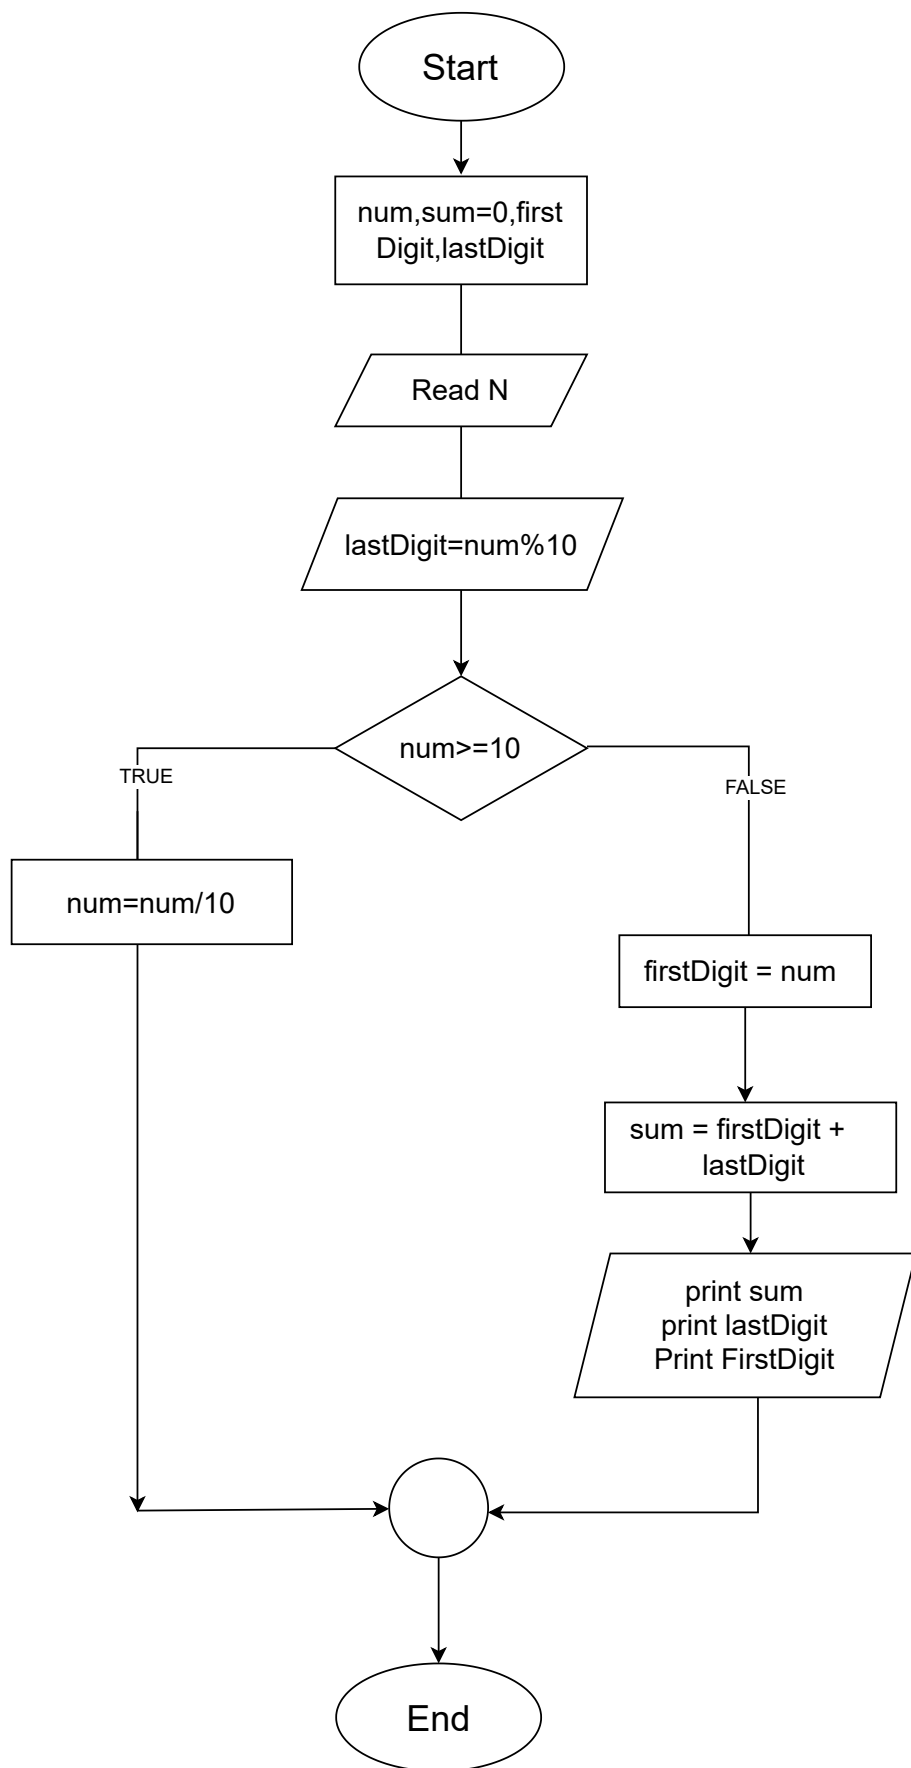 Start
num,sum=0,first
Digit,lastDigit
Read N
lastDigit=num%10
num>=10
TRUE
FALSE
num=num/10
firstDigit = num
sum = firstDigit +
lastDigit
print sum
print lastDigit
Print FirstDigit
End